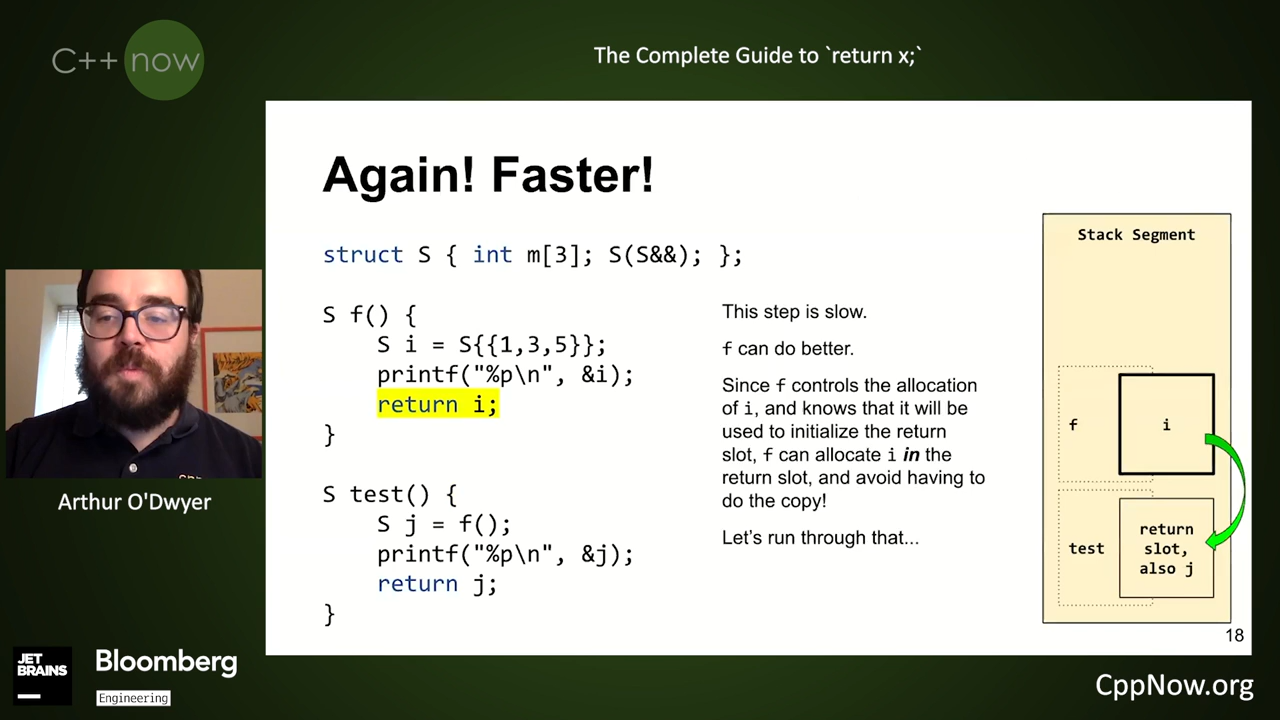 C++ now
The Complete Guide to `return x;`
Again! Faster!
struct S { int m[3]; S(S&&); };
S f() {
S i = S{{1,3,5}};
printf("%p\n", &i);
return i;
}
S test() {
S j = f();
printf("%p\n", &j);
return j;
}
This step is slow.
f can do better.
Since f controls the allocation
of i, and knows that it will be
used to initialize the return
slot, f can allocate i in the
return slot, and avoid having to
do the copy!
Let's run through that...
Stack Segment
f
i
test
return
slot,
also j
18
Arthur O'Dwyer
JET
BRAINS
Bloomberg
Engineering
CppNow.org